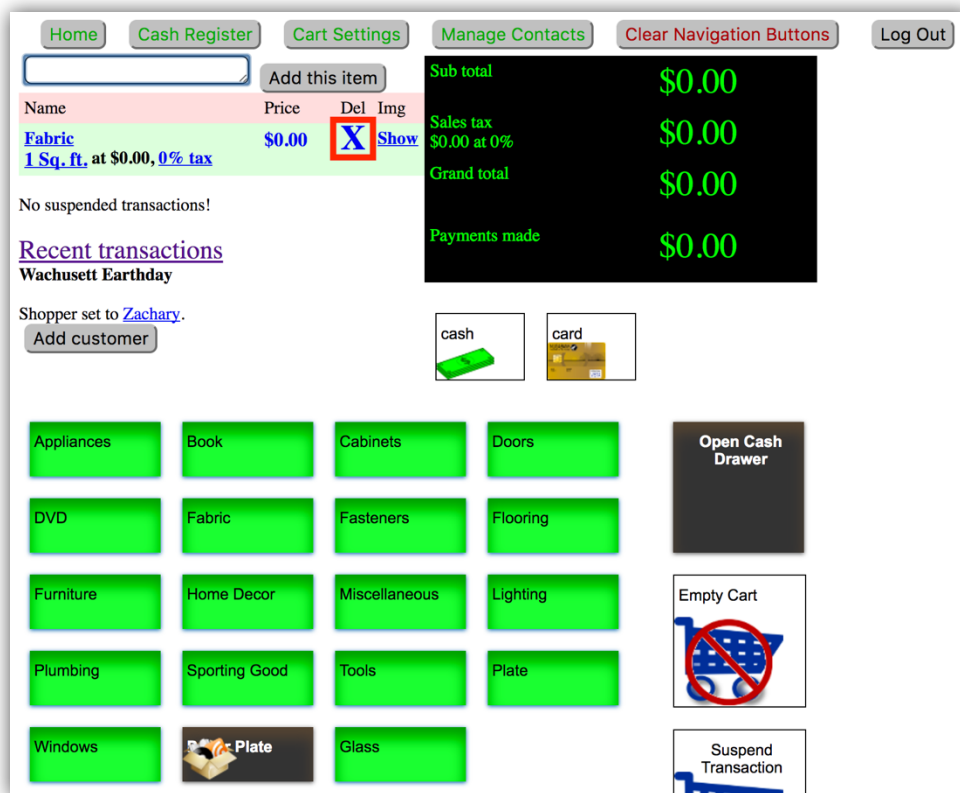 Home Cash Register Cart Settings Manage Contacts Clear Navigation Buttons Log Out
Add this item
Name Price Del Img
Fabric $0.00 X Show
1 Sq. ft. at $0.00, 0% tax
No suspended transactions!
Recent transactions
Wachusett Earthday
Shopper set to Zachary.
Add customer
Sub total $0.00
Sales tax $0.00
$0.00 at 0%
Grand total $0.00
Payments made $0.00
cash card
Appliances Book Cabinets Doors
DVD Fabric Fasteners Flooring
Furniture Home Decor Miscellaneous Lighting
Plumbing Sporting Good Tools Plate
Windows Plate Glass
Open Cash
Drawer
Empty Cart
Suspend
Transaction